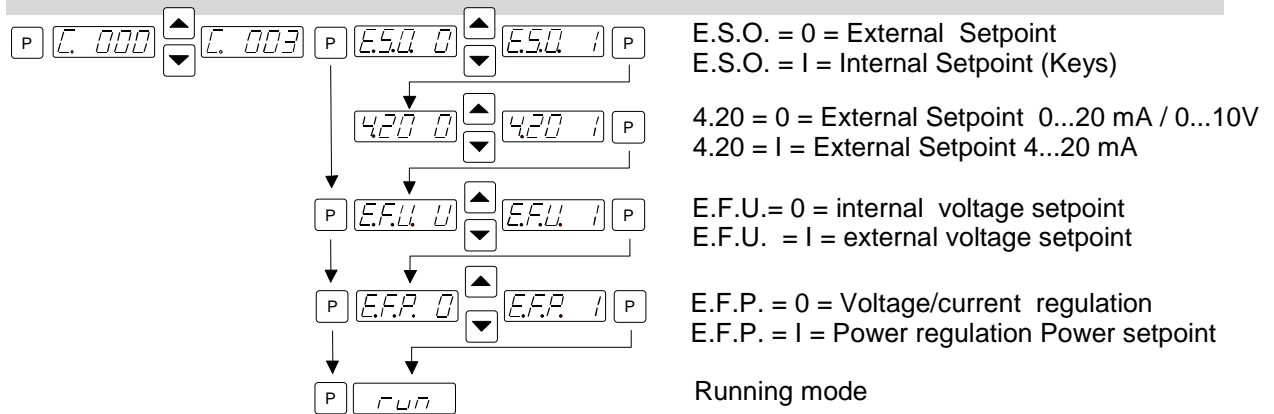 P C. 000 C. 003 P E.S.O. 0 E.S.O. 1 P E.S.O. = 0 = External Setpoint
E.S.O. = I = Internal Setpoint (Keys)
4.20 0 4.20 1 P 4.20 = 0 = External Setpoint 0...20 mA / 0...10V
4.20 = I = External Setpoint 4...20 mA
P E.F.U. U E.F.U. 1 P E.F.U.= 0 = internal voltage setpoint
E.F.U. = I = external voltage setpoint
P E.F.P. 0 E.F.P. 1 P E.F.P. = 0 = Voltage/current regulation
E.F.P. = I = Power regulation Power setpoint
P run Running mode